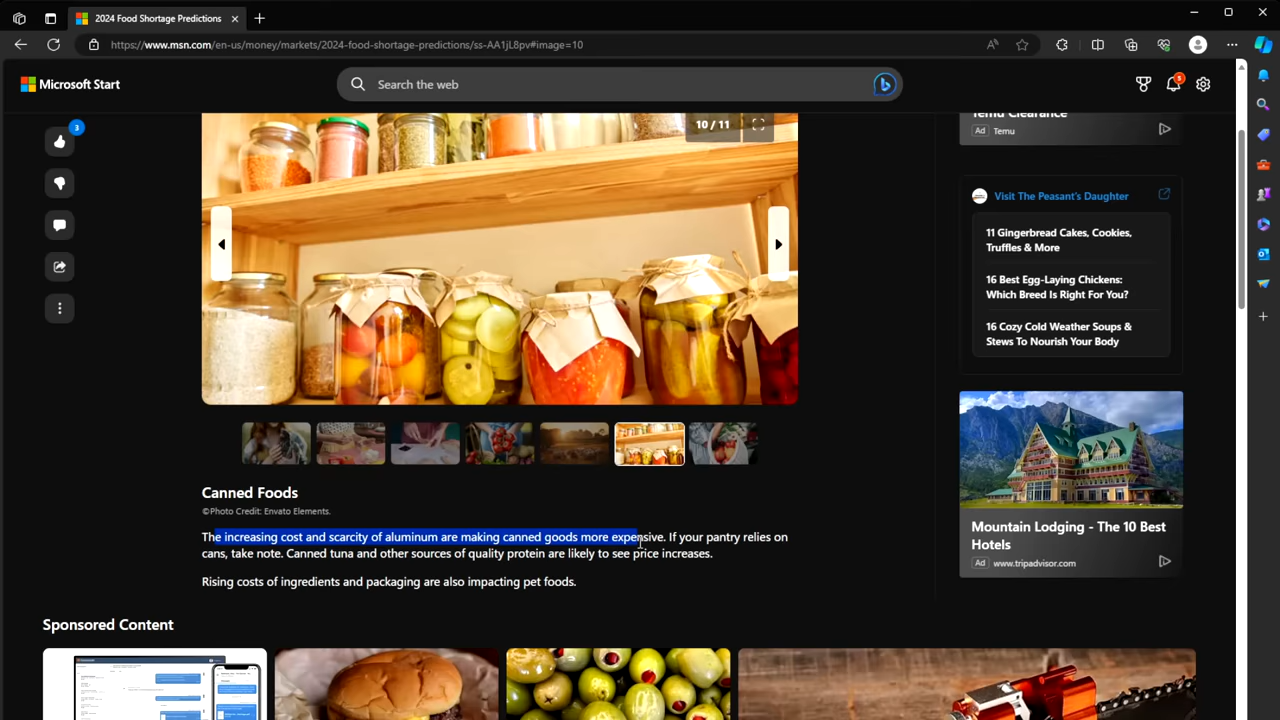 2024 Food Shortage Predictions
https://www.msn.com/en-us/money/markets/2024-food-shortage-predictions/ss-AA1jL8pv#image=10
Microsoft Start
Search the web
5
3
10 / 11
Temu Clearance
Ad Temu
Visit The Peasant's Daughter
11 Gingerbread Cakes, Cookies,
Truffles & More
16 Best Egg-Laying Chickens:
Which Breed Is Right For You?
16 Cozy Cold Weather Soups &
Stews To Nourish Your Body
Mountain Lodging - The 10 Best
Hotels
Ad www.tripadvisor.com
Canned Foods
©Photo Credit: Envato Elements.
The increasing cost and scarcity of aluminum are making canned goods more expensive. If your pantry relies on
cans, take note. Canned tuna and other sources of quality protein are likely to see price increases.
Rising costs of ingredients and packaging are also impacting pet foods.
Sponsored Content